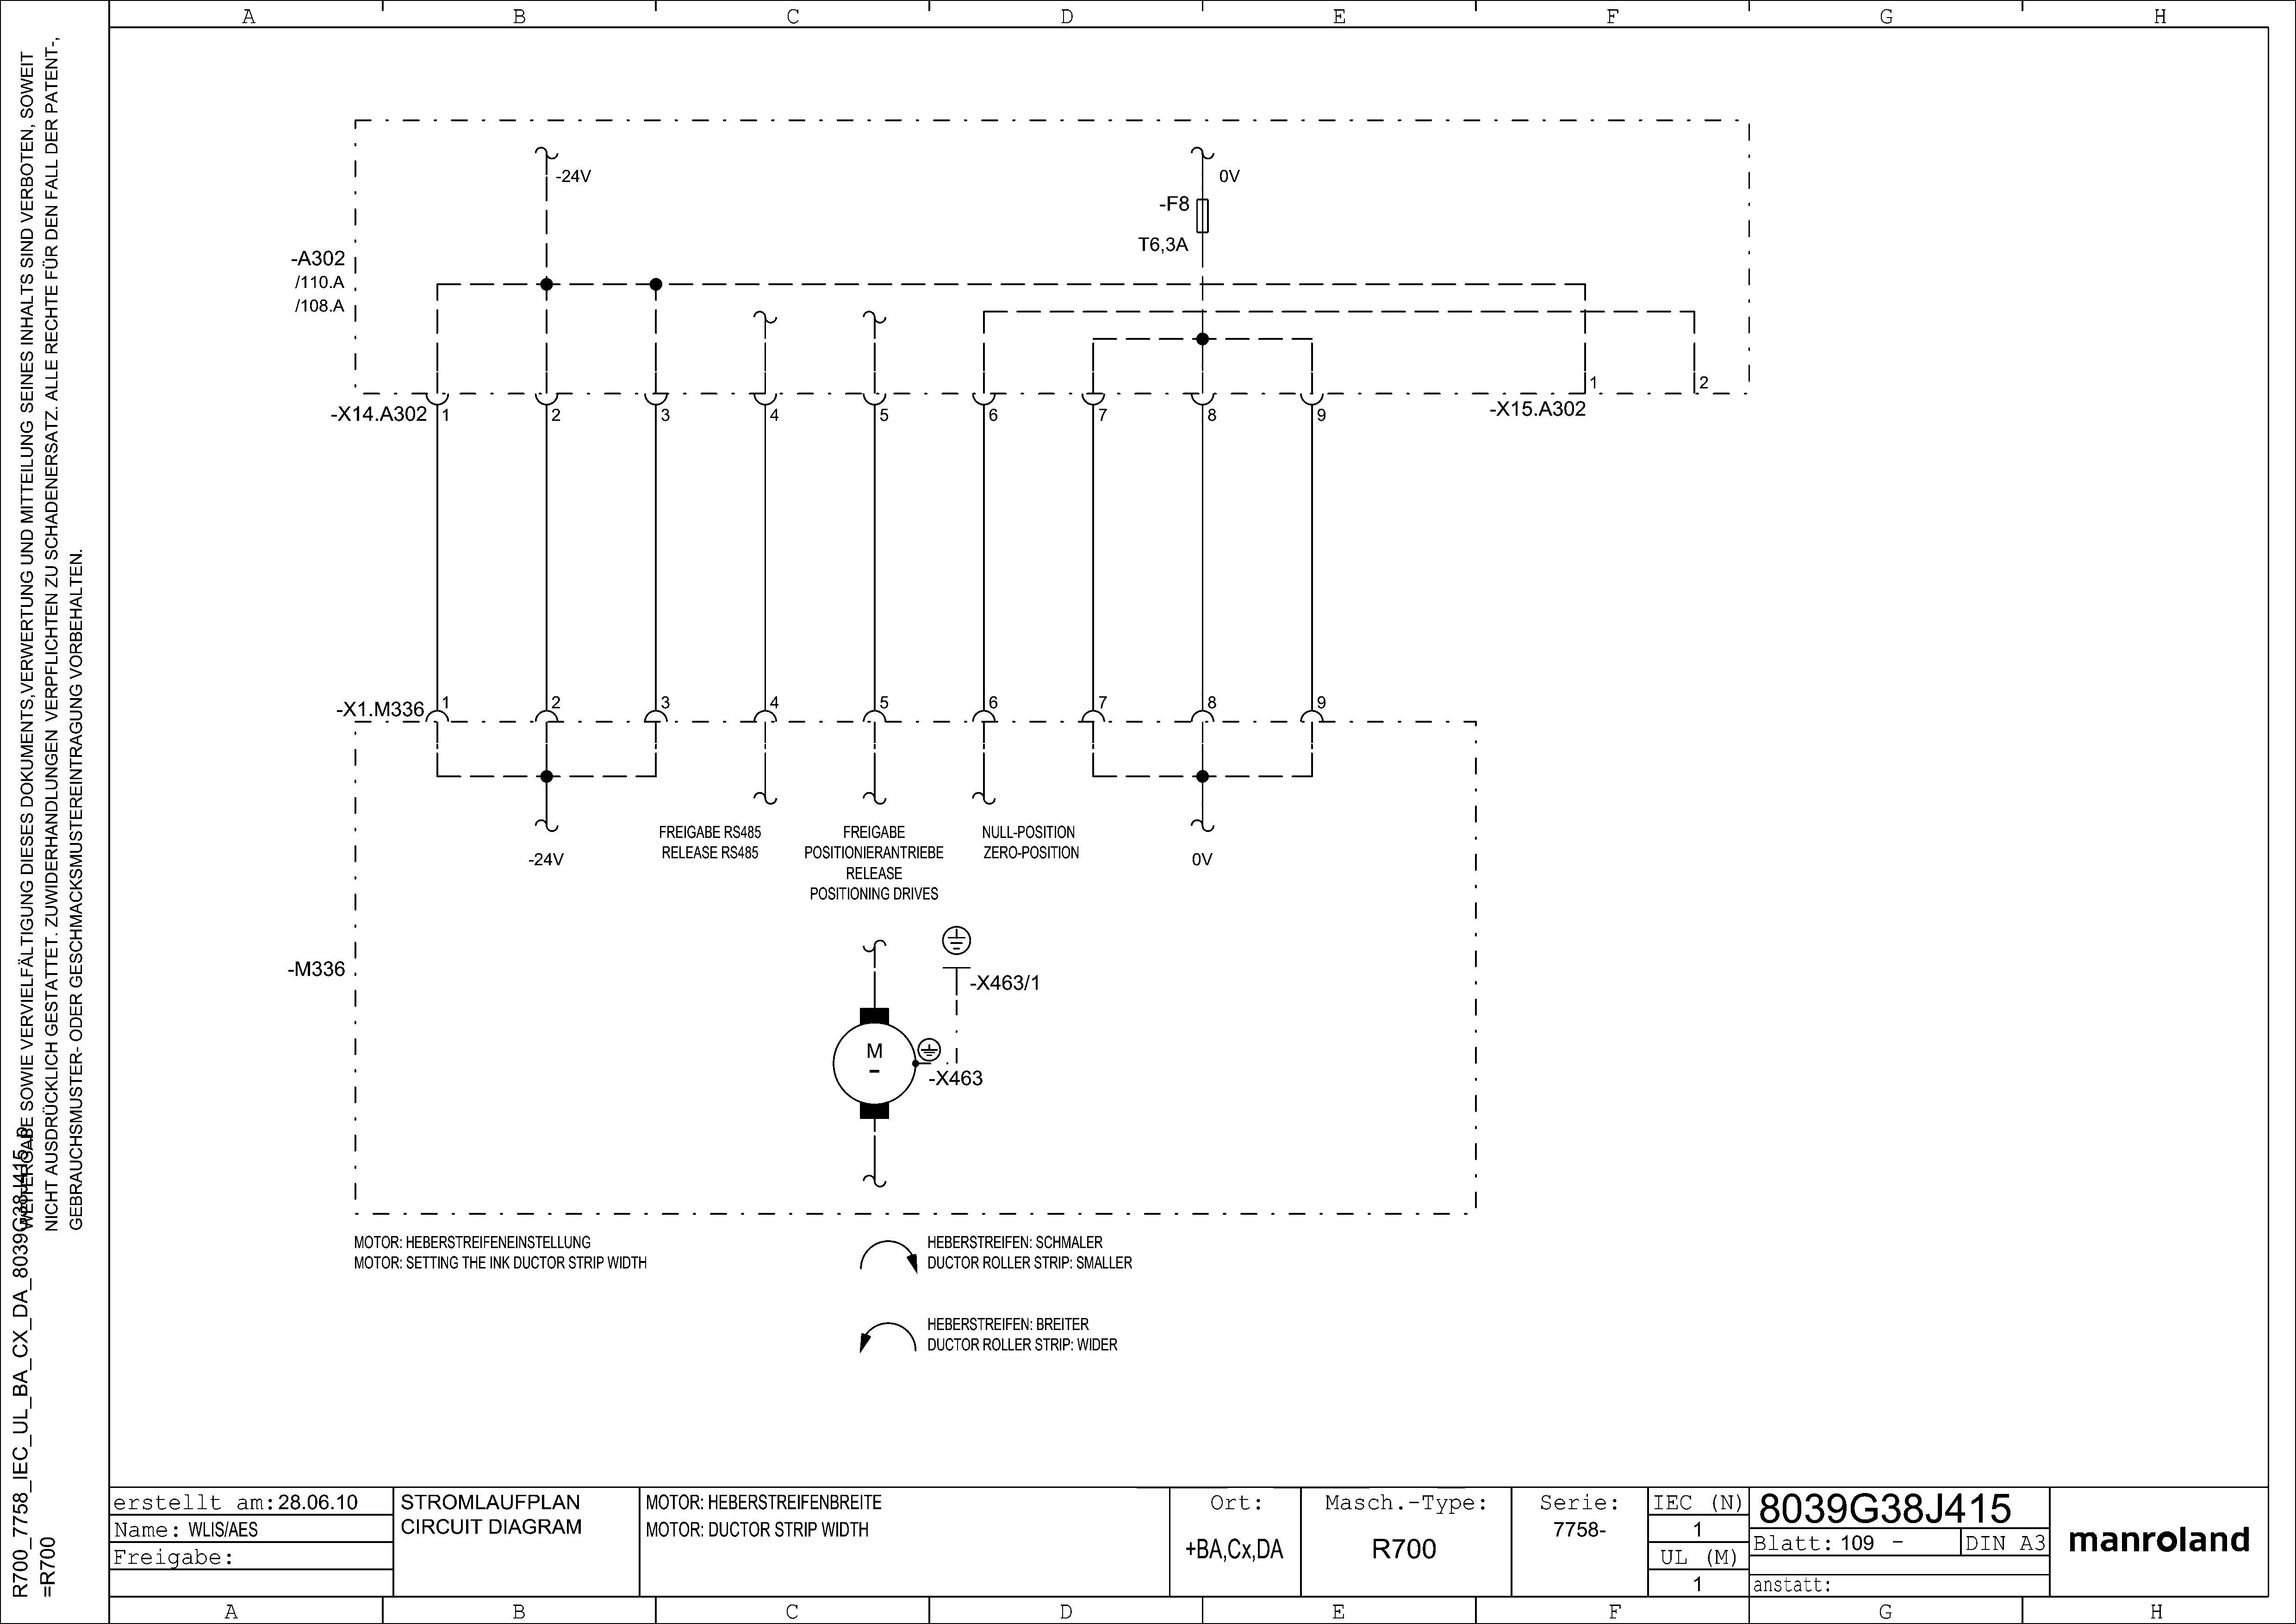 A B C D E F G H
WEITERGABE SOWIE VERVIELFÄLTIGUNG DIESES DOKUMENTS,VERWERTUNG UND MITTEILUNG SEINES INHALTS SIND VERBOTEN, SOWEIT
NICHT AUSDRÜCKLICH GESTATTET. ZUWIDERHANDLUNGEN VERPFLICHTEN ZU SCHADENERSATZ. ALLE RECHTE FÜR DEN FALL DER PATENT-,
GEBRAUCHSMUSTER- ODER GESCHMACKSMUSTEREINTRAGUNG VORBEHALTEN.
R700_7758_IEC_UL_BA_CX_DA_8039G38J415_p
=R700
-24V
0V
-F8
T6,3A
-A302
/110.A
/108.A
1 2
-X14.A302 1 2 3 4 5 6 7 8 9 -X15.A302
-X1.M336 1 2 3 4 5 6 7 8 9
-24V
FREIGABE RS485
RELEASE RS485
FREIGABE
POSITIONIERANTRIEBE
RELEASE
POSITIONING DRIVES
NULL-POSITION
ZERO-POSITION
0V
-M336
-X463/1
M
-
-X463
MOTOR: HEBERSTREIFENEINSTELLUNG
MOTOR: SETTING THE INK DUCTOR STRIP WIDTH
HEBERSTREIFEN: SCHMALER
DUCTOR ROLLER STRIP: SMALLER
HEBERSTREIFEN: BREITER
DUCTOR ROLLER STRIP: WIDER
erstellt am: 28.06.10
Name: WLIS/AES
Freigabe:
STROMLAUFPLAN
CIRCUIT DIAGRAM
MOTOR: HEBERSTREIFENBREITE
MOTOR: DUCTOR STRIP WIDTH
Ort:
+BA,Cx,DA
Masch.-Type:
R700
Serie:
7758-
IEC (N)
1
UL (M)
1
8039G38J415
Blatt: 109 -
DIN A3
anstatt:
manroland
A B C D E F G H